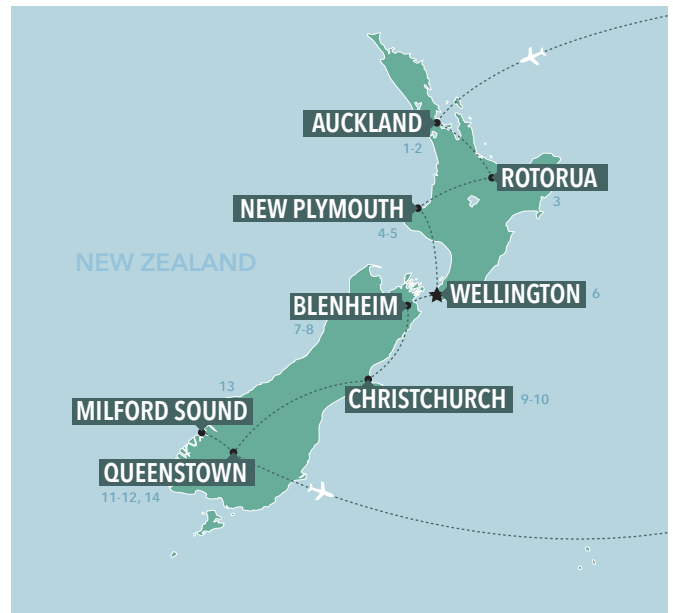 AUCKLAND
1-2
ROTORUA
3
NEW PLYMOUTH
4-5
NEW ZEALAND
WELLINGTON 6
BLENHEIM
7-8
CHRISTCHURCH 9-10
13
MILFORD SOUND
QUEENSTOWN
11-12, 14